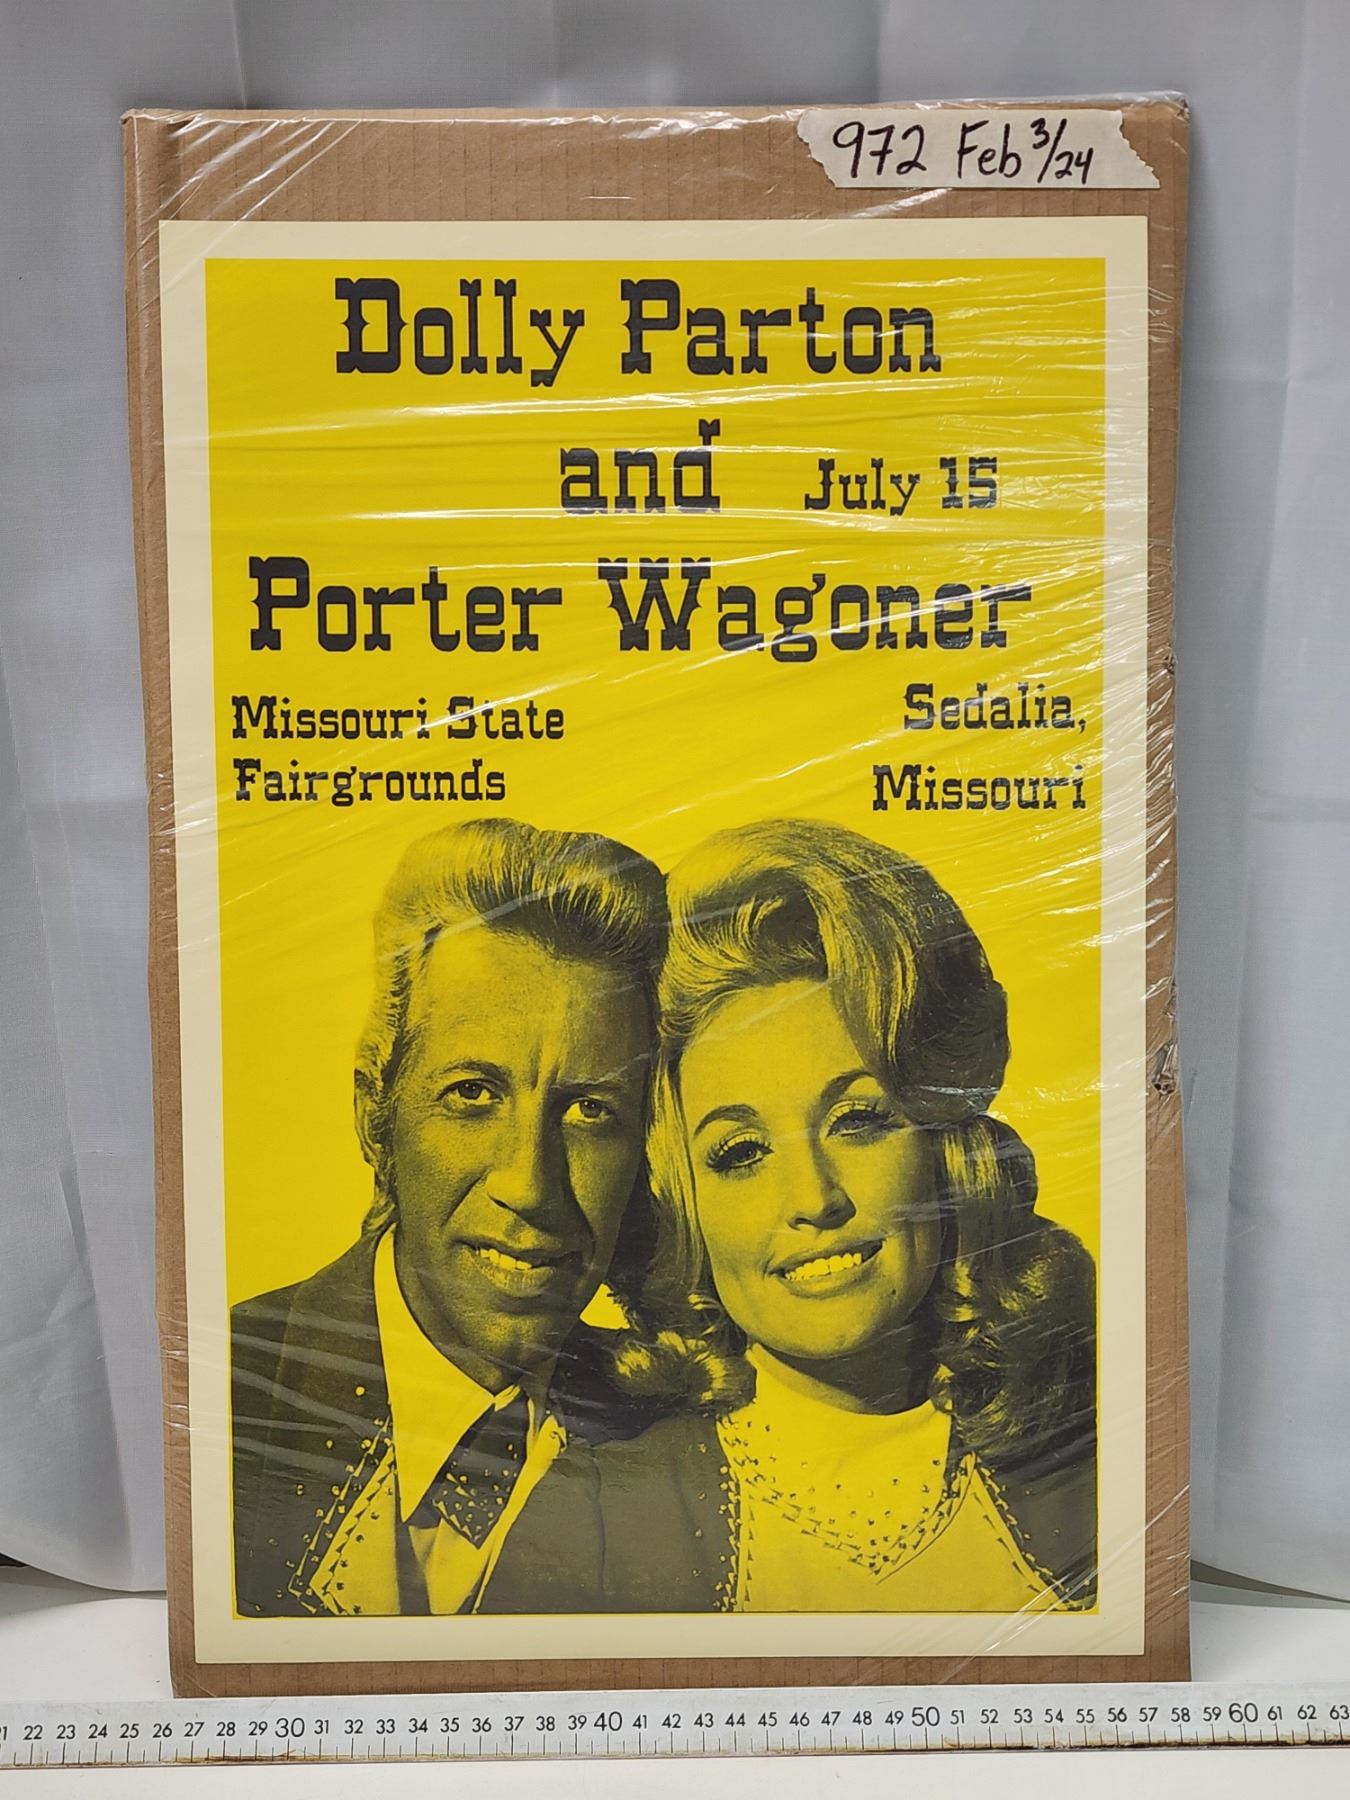 972 Feb 3/24
Dolly Parton
and July 15
Porter Wagoner
Missouri State
Fairgrounds
Sedalia,
Missouri
21 22 23 24 25 26 27 28 29 30 31 32 33 34 35 36 37 38 39 40 41 42 43 44 45 46 47 48 49 50 51 52 53 54 55 56 57 58 59 60 61 62 63